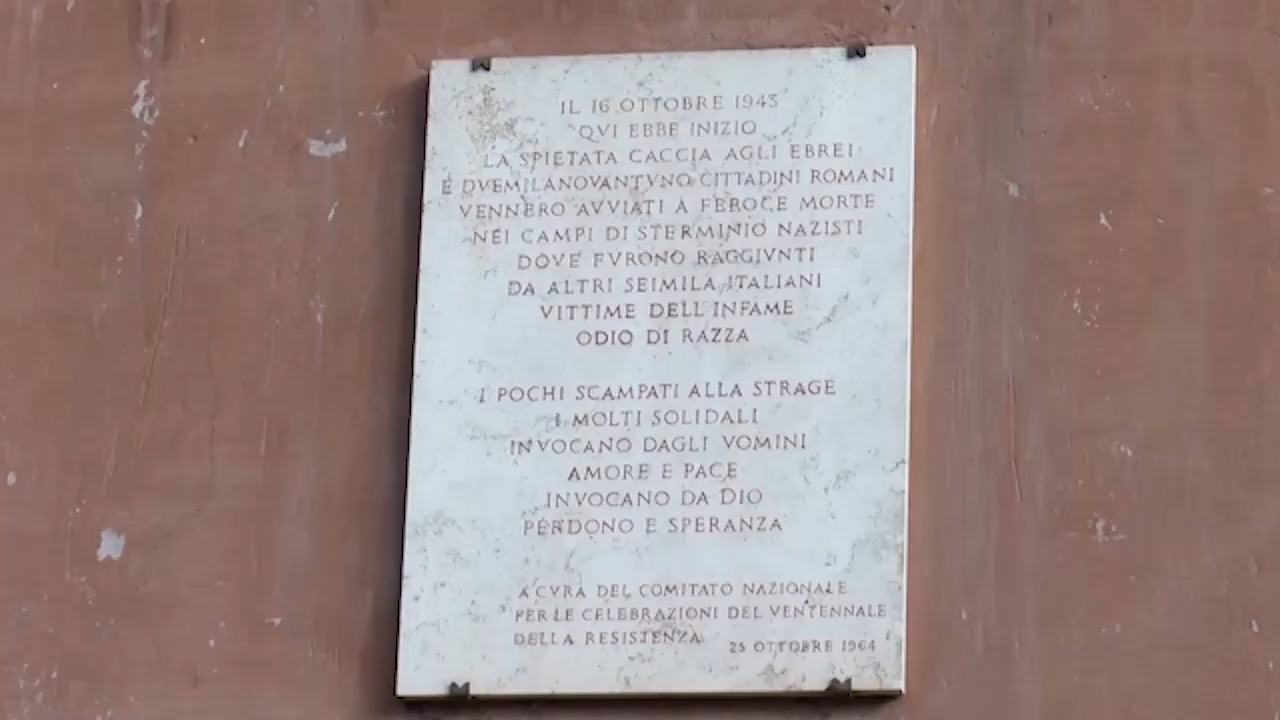 IL 16 OTTOBRE 1943
QVI EBBE INIZIO
LA SPIETATA CACCIA AGLI EBREI
E DVEMILANOVANTVNO CITTADINI ROMANI
VENNERO AVVIATI A FEROCE MORTE
NEI CAMPI DI STERMINIO NAZISTI
DOVE FVRONO RAGGIVNTI
DA ALTRI SEIMILA ITALIANI
VITTIME DELL'INFAME
ODIO DI RAZZA
I POCHI SCAMPATI ALLA STRAGE
I MOLTI SOLIDALI
INVOCANO DAGLI VOMINI
AMORE E PACE
INVOCANO DA DIO
PERDONO E SPERANZA
A CVRA DEL COMITATO NAZIONALE
PER LE CELEBRAZIONI DEL VENTENNALE
DELLA RESISTENZA
25 OTTOBRE 1964